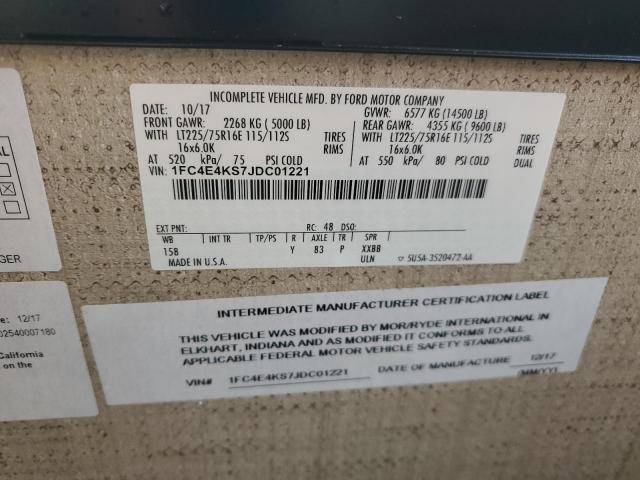 INCOMPLETE VEHICLE MFD. BY FORD MOTOR COMPANY
DATE: 10/17 GVWR: 6577 KG (14500 LB)
FRONT GAWR: 2268 KG ( 5000 LB) REAR GAWR: 4355 KG ( 9600 LB)
WITH LT225/75R16E 115/112S TIRES WITH LT225/75R16E 115/112S TIRES
16x6.0K RIMS 16x6.0K RIMS
AT 520 kPa/ 75 PSI COLD AT 550 kPa/ 80 PSI COLD DUAL
VIN: 1FC4E4KS7JDC01221
EXT PNT: RC: 48 DSO:
WB INT TR TP/PS R AXLE TR SPR
158 Y 83 P XXBB
MADE IN U.S.A. ULN 5U5A-3520472-AA
GER
e: 12/17
02540007180
California
n the
INTERMEDIATE MANUFACTURER CERTIFICATION LABEL
THIS VEHICLE WAS MODIFIED BY MOR/RYDE INTERNATIONAL IN
ELKHART, INDIANA AND AS MODIFIED IT CONFORMS TO ALL
APPLICABLE FEDERAL MOTOR VEHICLE SAFETY STANDARDS.
VIN# 1FC4E4KS7JDC01221 DATE OF MANUFACTURE 12/17
(MM/YY)